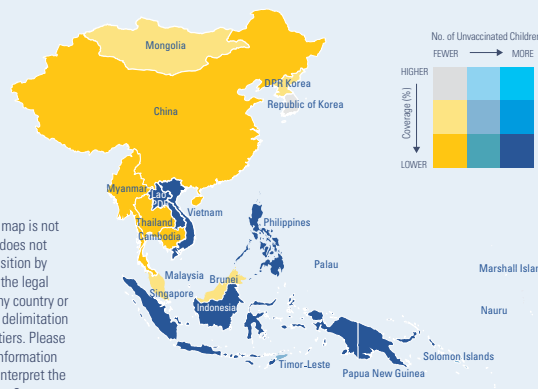 No. of Unvaccinated Children
FEWER MORE
HIGHER
Coverage (%)
LOWER
Mongolia
DPR Korea
Republic of Korea
China
Myanmar
Lao
PDR
Vietnam
Thailand
Cambodia
Philippines
Palau
Marshall Islan
Malaysia
Brunei
Singapore
Indonesia
Nauru
Timor-Leste
Papua New Guinea
Solomon Islands
map is not
does not
sition by
the legal
ny country or
delimitation
tiers. Please
nformation
nterpret the